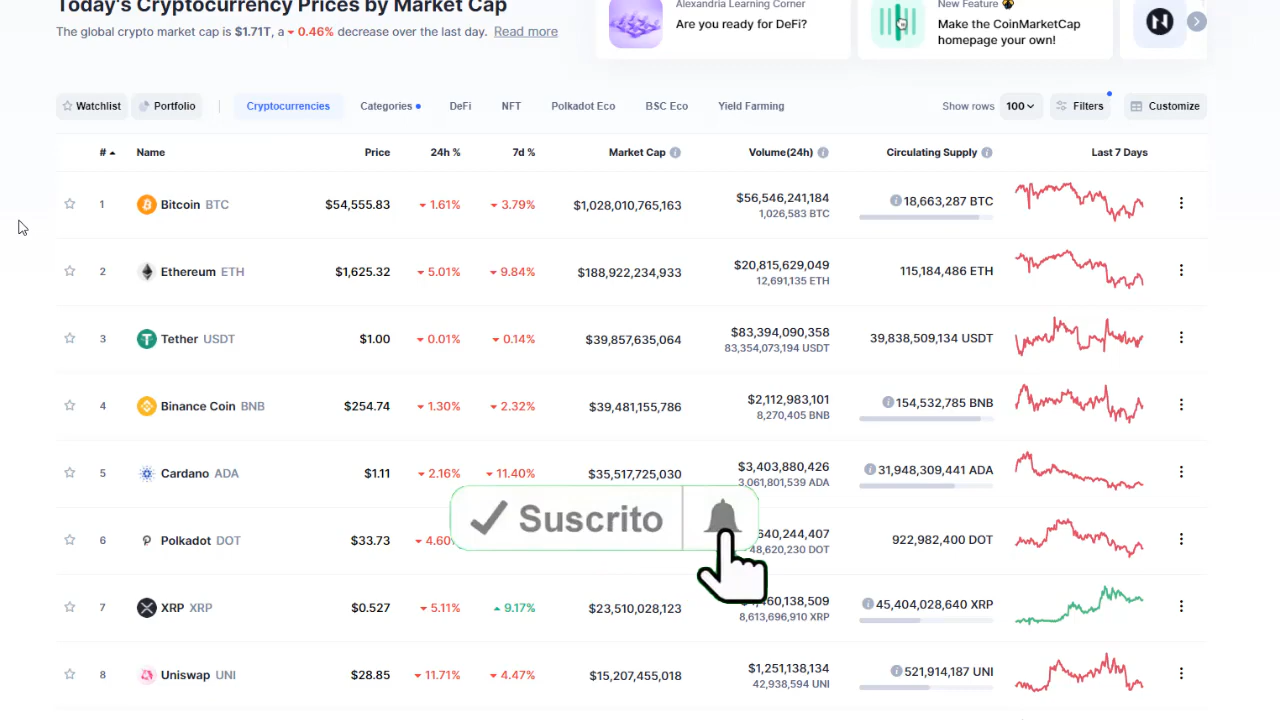 Today's Cryptocurrency Prices by Market Cap
The global crypto market cap is $1.71T, a 0.46% decrease over the last day. Read more
Alexandria Learning Corner
Are you ready for DeFi?
New Feature
Make the CoinMarketCap
homepage your own!
Watchlist Portfolio Cryptocurrencies Categories DeFi NFT Polkadot Eco BSC Eco Yield Farming Show rows 100 Filters Customize
# Name Price 24h % 7d % Market Cap Volume(24h) Circulating Supply Last 7 Days
1 Bitcoin BTC $54,555.83 1.61% 3.79% $1,028,010,765,163 $56,546,241,184 18,663,287 BTC
1,026,583 BTC
2 Ethereum ETH $1,625.32 5.01% 9.84% $188,922,234,933 $20,815,629,049 115,184,486 ETH
12,691,135 ETH
3 Tether USDT $1.00 0.01% 0.14% $39,857,635,064 $83,394,090,358 39,838,509,134 USDT
83,354,073,194 USDT
4 Binance Coin BNB $254.74 1.30% 2.32% $39,481,155,786 $2,112,983,101 154,532,785 BNB
8,270,405 BNB
5 Cardano ADA $1.11 2.16% 11.40% $35,517,725,030 $3,403,880,426 31,948,309,441 ADA
3,061,801,539 ADA
Suscrito
6 Polkadot DOT $33.73 4.60 640,244,407 922,982,400 DOT
48,620,230 DOT
7 XRP XRP $0.527 5.11% 9.17% $23,510,028,123 460,138,509 45,404,028,640 XRP
8,613,696,910 XRP
8 Uniswap UNI $28.85 11.71% 4.47% $15,207,455,018 $1,251,138,134 521,914,187 UNI
42,938,594 UNI